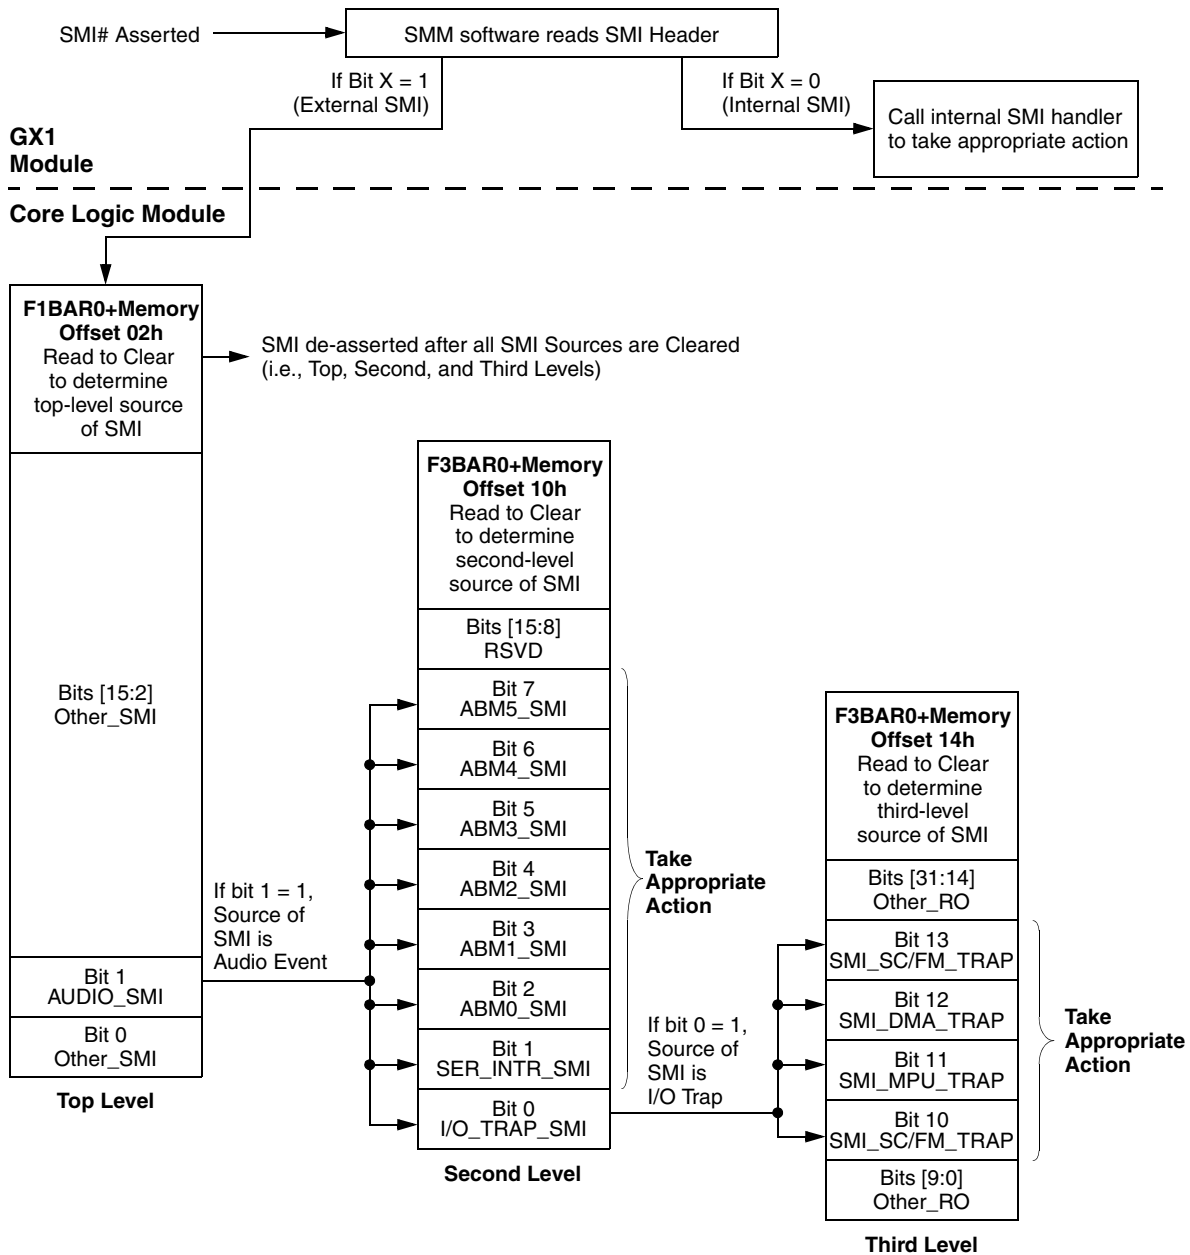 SMI# Asserted
SMM software reads SMI Header
If Bit X = 1
(External SMI)
If Bit X = 0
(Internal SMI)
Call internal SMI handler
to take appropriate action
GX1
Module
Core Logic Module
F1BAR0+Memory
Offset 02h
Read to Clear
to determine
top-level source
of SMI
SMI de-asserted after all SMI Sources are Cleared
(i.e., Top, Second, and Third Levels)
Bits [15:2]
Other_SMI
Bit 1
AUDIO_SMI
Bit 0
Other_SMI
Top Level
If bit 1 = 1,
Source of
SMI is
Audio Event
F3BAR0+Memory
Offset 10h
Read to Clear
to determine
second-level
source of SMI
Bits [15:8]
RSVD
Bit 7
ABM5_SMI
Bit 6
ABM4_SMI
Bit 5
ABM3_SMI
Bit 4
ABM2_SMI
Bit 3
ABM1_SMI
Bit 2
ABM0_SMI
Bit 1
SER_INTR_SMI
Bit 0
I/O_TRAP_SMI
Second Level
Take
Appropriate
Action
If bit 0 = 1,
Source of
SMI is
I/O Trap
F3BAR0+Memory
Offset 14h
Read to Clear
to determine
third-level
source of SMI
Bits [31:14]
Other_RO
Bit 13
SMI_SC/FM_TRAP
Bit 12
SMI_DMA_TRAP
Bit 11
SMI_MPU_TRAP
Bit 10
SMI_SC/FM_TRAP
Bits [9:0]
Other_RO
Third Level
Take
Appropriate
Action